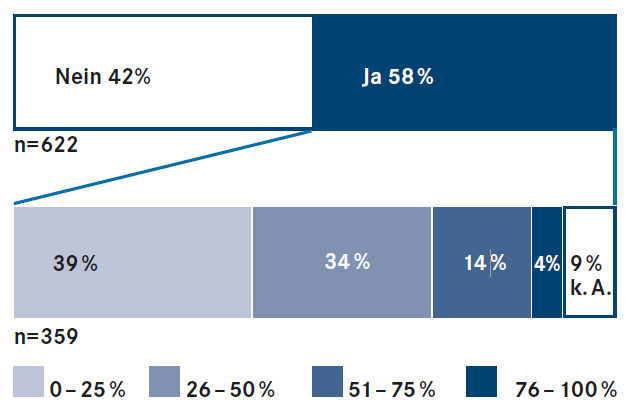 Nein 42% Ja 58%
n=622
39% 34% 14% 4% 9%
k.A.
n=359
0–25% 26–50% 51–75% 76–100%